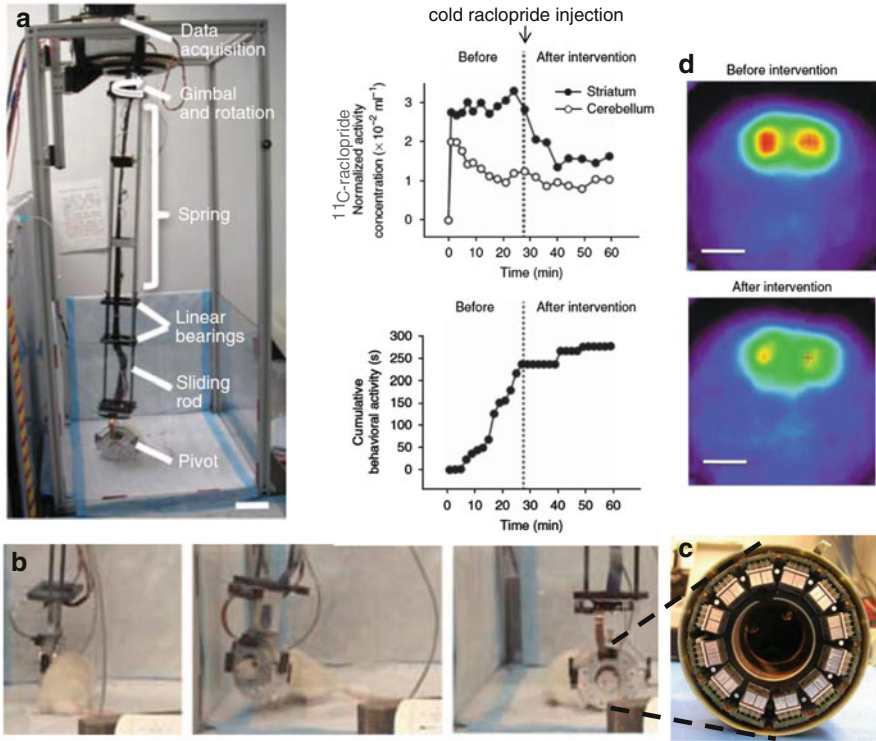 a
Data
acquisition
Gimbal
and rotation
Spring
Linear
bearings
Sliding
rod
Pivot
cold raclopride injection
Before
After intervention
Striatum
Cerebellum
11C-raclopride
Normalized activity
concentration (× 10-2 ml-1)
3
2
1
0
0 10 20 30 40 50 60
Time (min)
Before
After intervention
Cumulative
behavioral activity (s)
300
250
200
150
100
50
0
0 10 20 30 40 50 60
Time (min)
d
Before intervention
After intervention
b
c